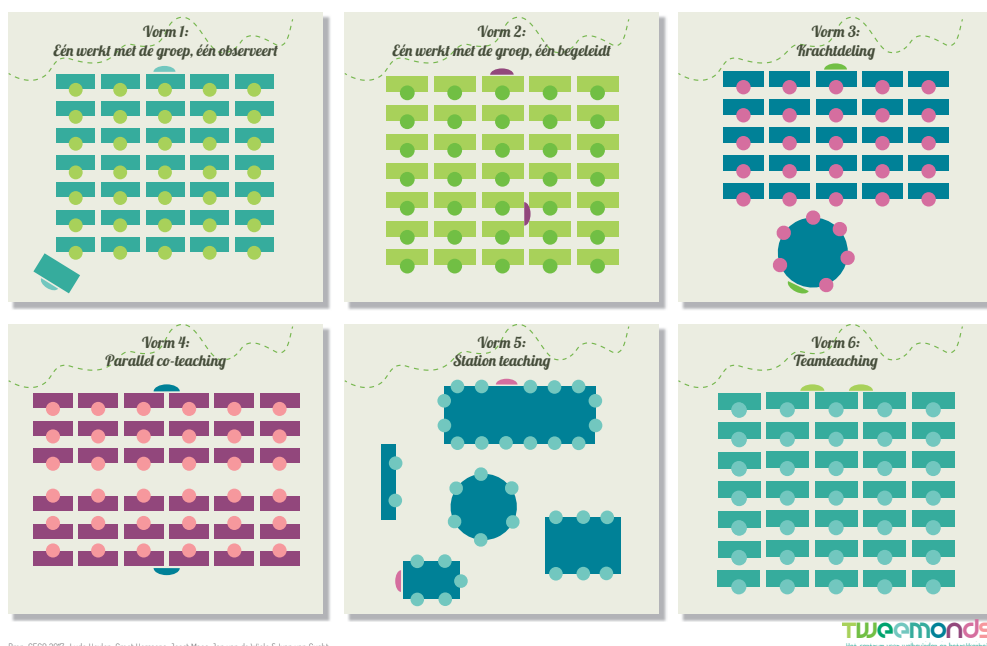 Vorm 1:
Eén werkt met de groep, één observeert
Vorm 2:
Eén werkt met de groep, één begeleidt
Vorm 3:
Krachtdeling
Vorm 4:
Parallel co-teaching
Vorm 5:
Station teaching
Vorm 6:
Teamteaching
Tweemonds